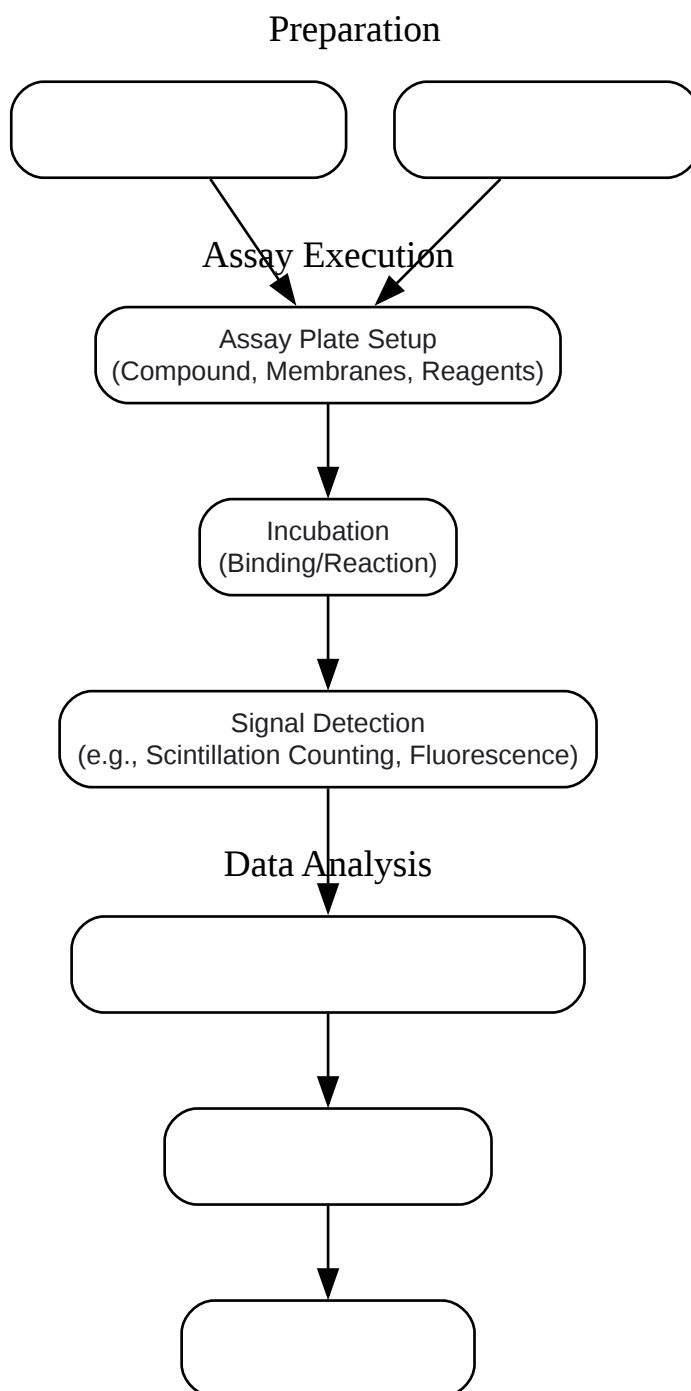 Preparation
Assay Execution
Assay Plate Setup
(Compound, Membranes, Reagents)
Incubation
(Binding/Reaction)
Signal Detection
(e.g., Scintillation Counting, Fluorescence)
Data Analysis